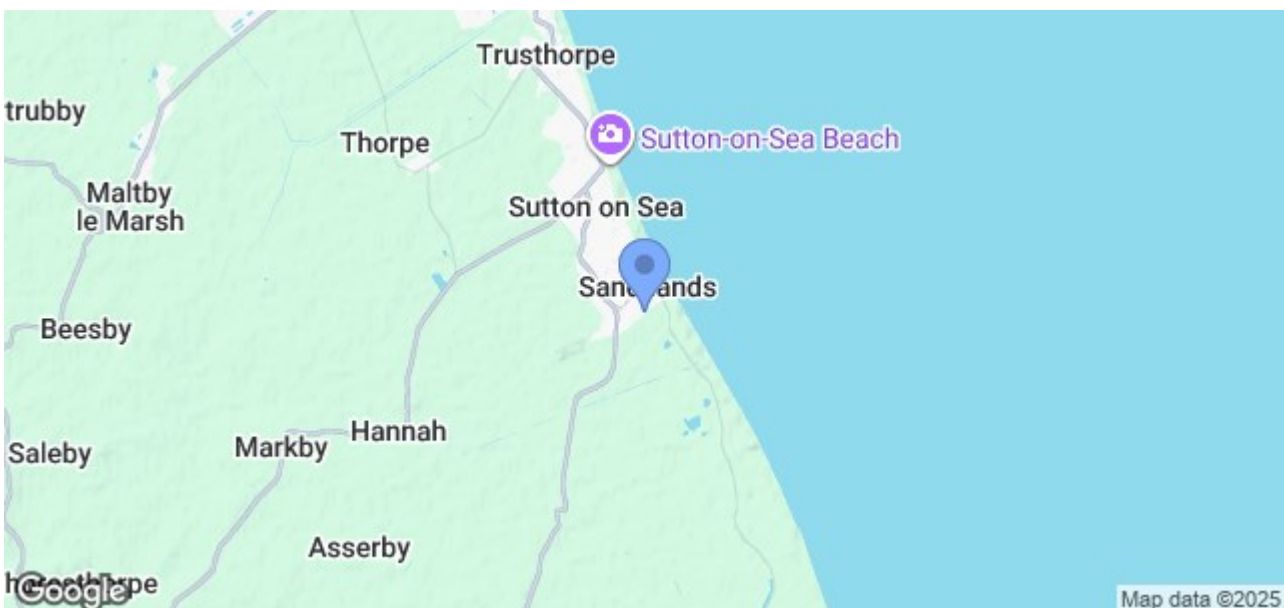 Trusthorpe
trubby
Thorpe
Sutton-on-Sea Beach
Maltby
le Marsh
Sutton on Sea
Beesby
Hannah
Markby
Saleby
Asserby
Google
Map data ©2025